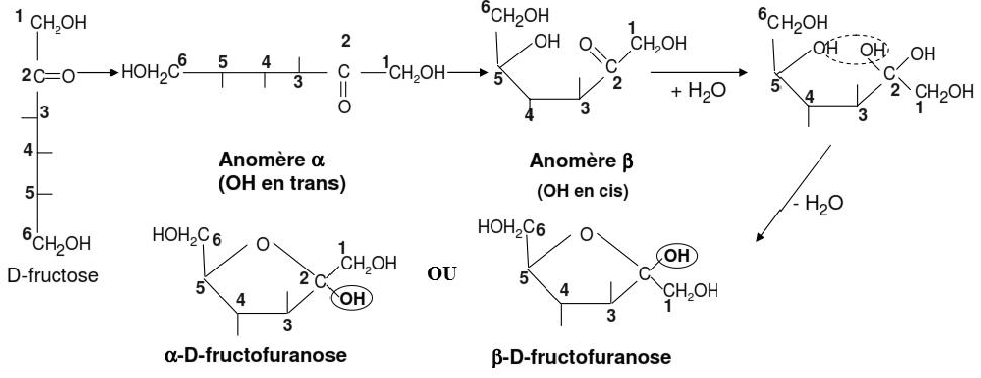 1 CH₂OH
2C=O
3
4
5
6 CH₂OH
D-fructose
HOH₂C 6 5 4 3 2 C O 1 CH₂OH
Anomère α
(OH en trans)
6 CH₂OH
OH O C 1 CH₂OH
5 4 3 2
Anomère β
(OH en cis)
+ H₂O
6 CH₂OH
OH OH OH
5 4 3 C 2 CH₂OH 1
- H₂O
HOH₂C 6 O 1 CH₂OH
5 4 3 2 C OH
α-D-fructofuranose
OU
HOH₂C 6 O OH
5 4 3 C CH₂OH 1
β-D-fructofuranose